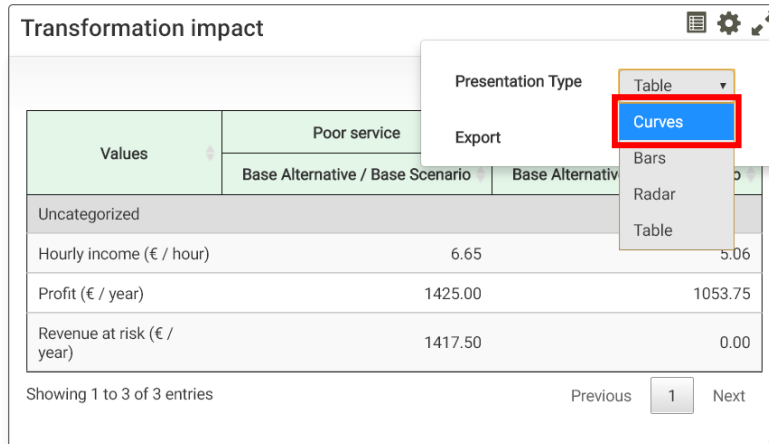 Transformation impact
Presentation Type
Table
Curves
Bars
Radar
Table
Export
Values
Poor service
Base Alternative / Base Scenario
Base Alternativ
Uncategorized
Hourly income (€ / hour) 6.65 5.06
Profit (€ / year) 1425.00 1053.75
Revenue at risk (€ /
year) 1417.50 0.00
Showing 1 to 3 of 3 entries
Previous 1 Next